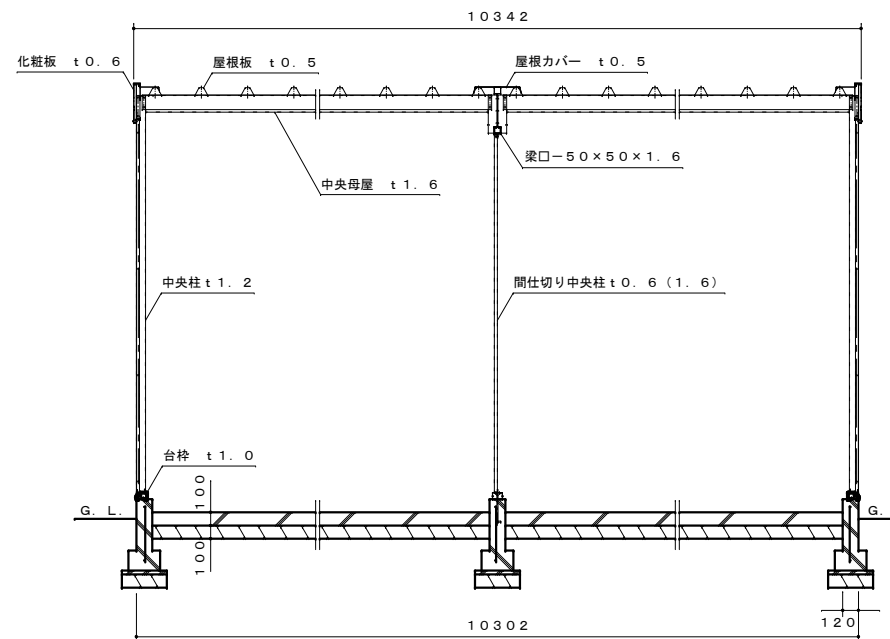 １０３４２
化粧板　ｔ０．６
屋根板　ｔ０．５
屋根カバー　ｔ０．５
梁口－５０×５０×１．６
中央母屋　ｔ１．６
中央柱ｔ１．２
間仕切り中央柱ｔ０．６（１．６）
台枠　ｔ１．０
１００
Ｇ．Ｌ．
Ｇ．
１００
１２０
１０３０２